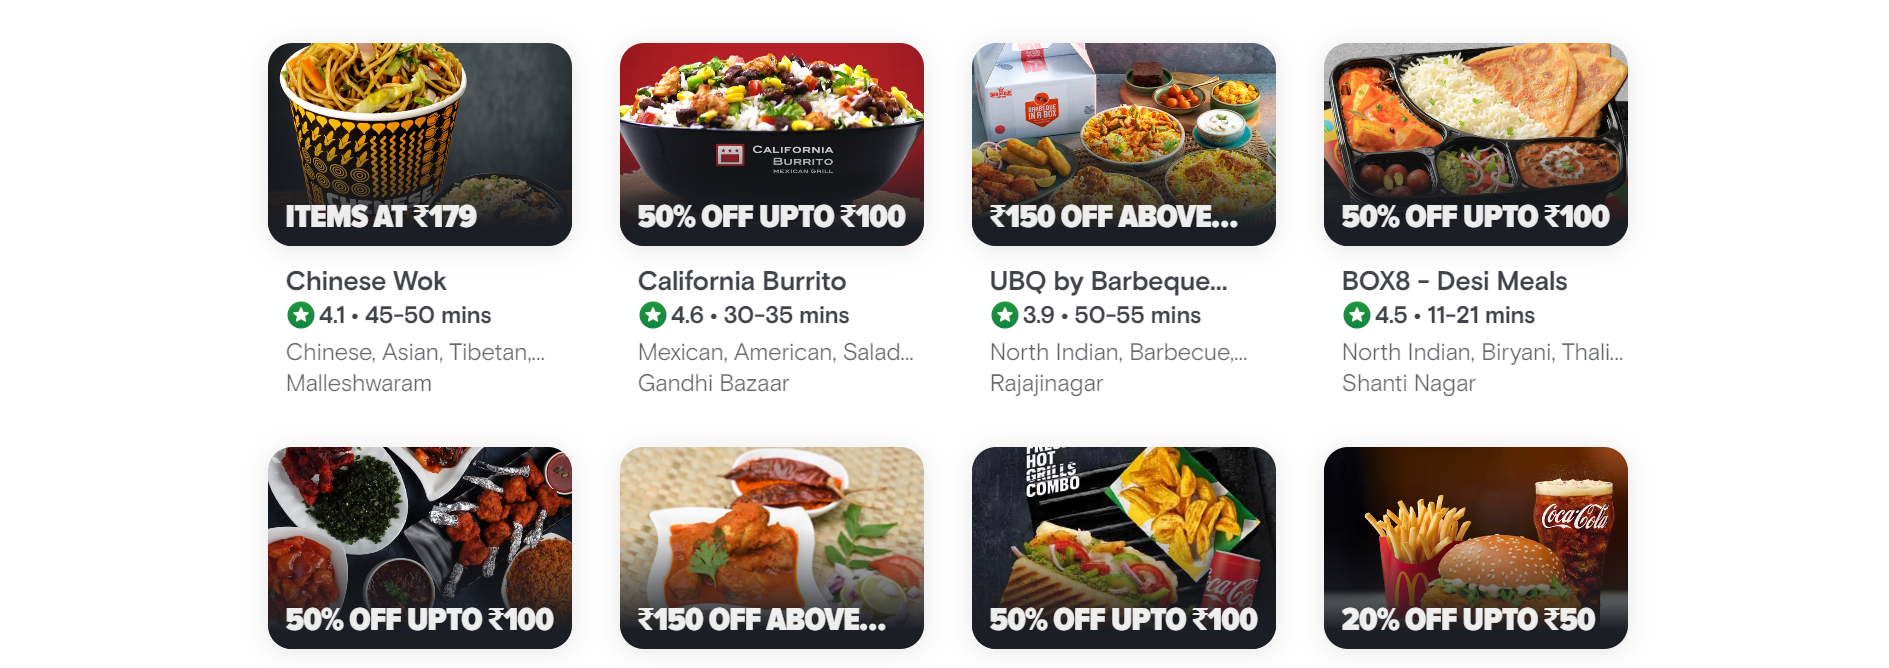 ITEMS AT ₹179
Chinese Wok
4.1 • 45-50 mins
Chinese, Asian, Tibetan,...
Malleshwaram
CALIFORNIA
BURRITO
MEXICAN GRILL
50% OFF UPTO ₹100
California Burrito
4.6 • 30-35 mins
Mexican, American, Salad...
Gandhi Bazaar
BARBEQUE
IN A BOX
₹150 OFF ABOVE...
UBQ by Barbeque...
3.9 • 50-55 mins
North Indian, Barbecue,...
Rajajinagar
50% OFF UPTO ₹100
BOX8 - Desi Meals
4.5 • 11-21 mins
North Indian, Biryani, Thali...
Shanti Nagar
50% OFF UPTO ₹100
₹150 OFF ABOVE...
HOT
GRILLS
COMBO
Coca-Cola
50% OFF UPTO ₹100
Coca-Cola
20% OFF UPTO ₹50